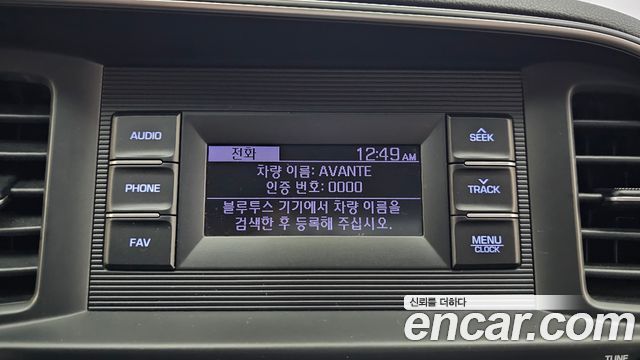 AUDIO
PHONE
FAV
전화 12:49AM
차량 이름: AVANTE
인증 번호: 0000
블루투스 기기에서 차량 이름을
검색한 후 등록해 주십시오.
SEEK
TRACK
MENU
CLOCK
신뢰를 더하다
encar.com
TUNE